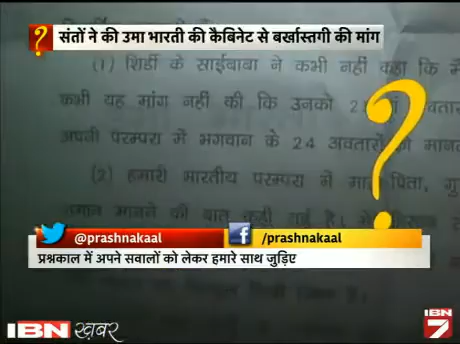 संतों ने की उमा भारती की कैबिनेट से बर्खास्तगी की मांग
(1) शिर्डी के साईबाबा ने कभी नहीं कहा कि
कभी यह मांग नहीं की कि उनको
अपनी परम्परा में भगवान के 24 अवतारों
(2) हमारी भारतीय परम्परा में पिता,
मानने की बात
@prashnakaal
/prashnakaal
प्रश्नकाल में अपने सवालों को लेकर हमारे साथ जुड़िए
IBN ख़बर
IBN 7